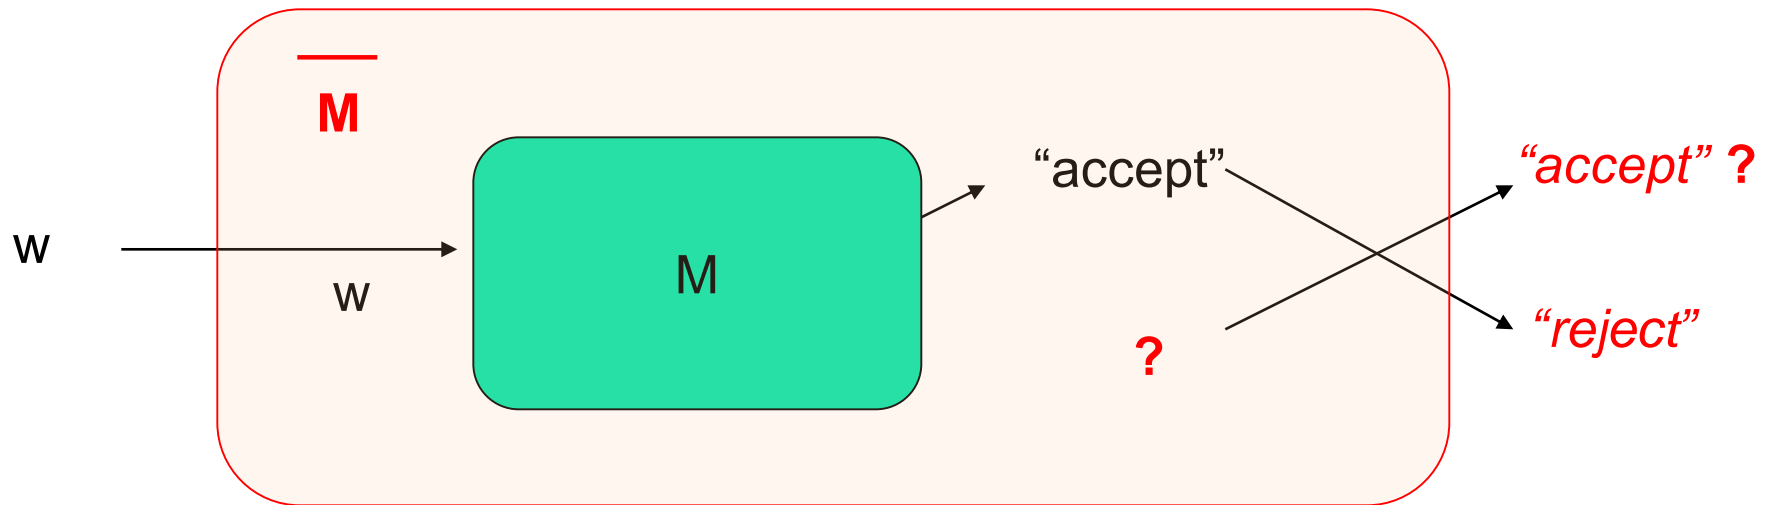 M
“accept”
“accept” ?
w
w
M
?
“reject”